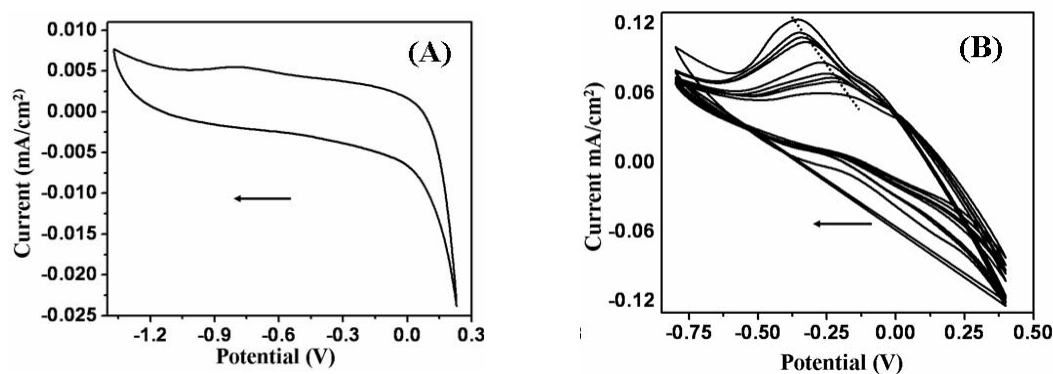 (A)
Current (mA/cm²)
0.010
0.005
0.000
-0.005
-0.010
-0.015
-0.020
-0.025
-1.2 -0.9 -0.6 -0.3 0.0 0.3
Potential (V)
(B)
Current mA/cm²)
0.12
0.06
0.00
-0.06
-0.12
-0.75 -0.50 -0.25 0.00 0.25 0.50
Potential (V)